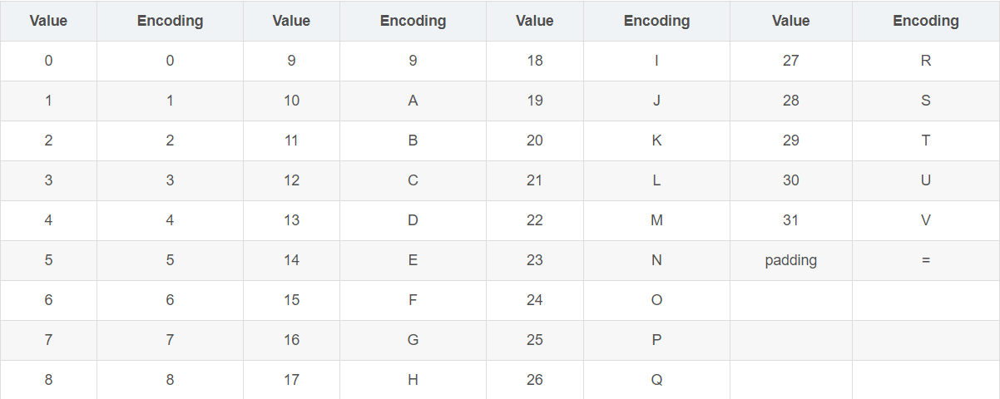 Value Encoding Value Encoding Value Encoding Value Encoding
0 0 9 9 18 I 27 R
1 1 10 A 19 J 28 S
2 2 11 B 20 K 29 T
3 3 12 C 21 L 30 U
4 4 13 D 22 M 31 V
5 5 14 E 23 N padding =
6 6 15 F 24 O
7 7 16 G 25 P
8 8 17 H 26 Q